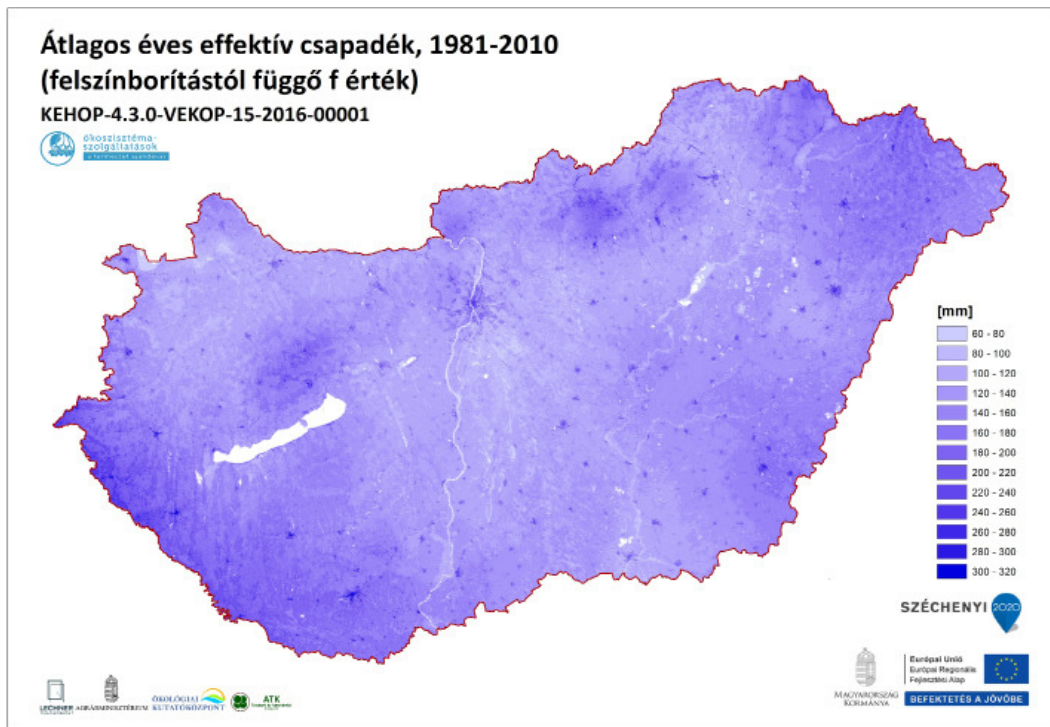 Átlagos éves effektív csapadék, 1981-2010
(felszínborítástól függő f érték)
KEHOP-4.3.0-VEKOP-15-2016-00001
ökoszisztéma-
szolgáltatások
a természet ajándékai
[mm]
60 - 80
80 - 100
100 - 120
120 - 140
140 - 160
160 - 180
180 - 200
200 - 220
220 - 240
240 - 260
260 - 280
280 - 300
300 - 320
SZÉCHENYI 2020
MAGYARORSZÁG
KORMÁNYA
Európai Unió
Európai Regionális
Fejlesztési Alap
BEFEKTETÉS A JÖVŐBE
LECHNER
AGRÁRMINISZTÉRIUM
ÖKOLÓGIAI
KUTATÓKÖZPONT
ATK